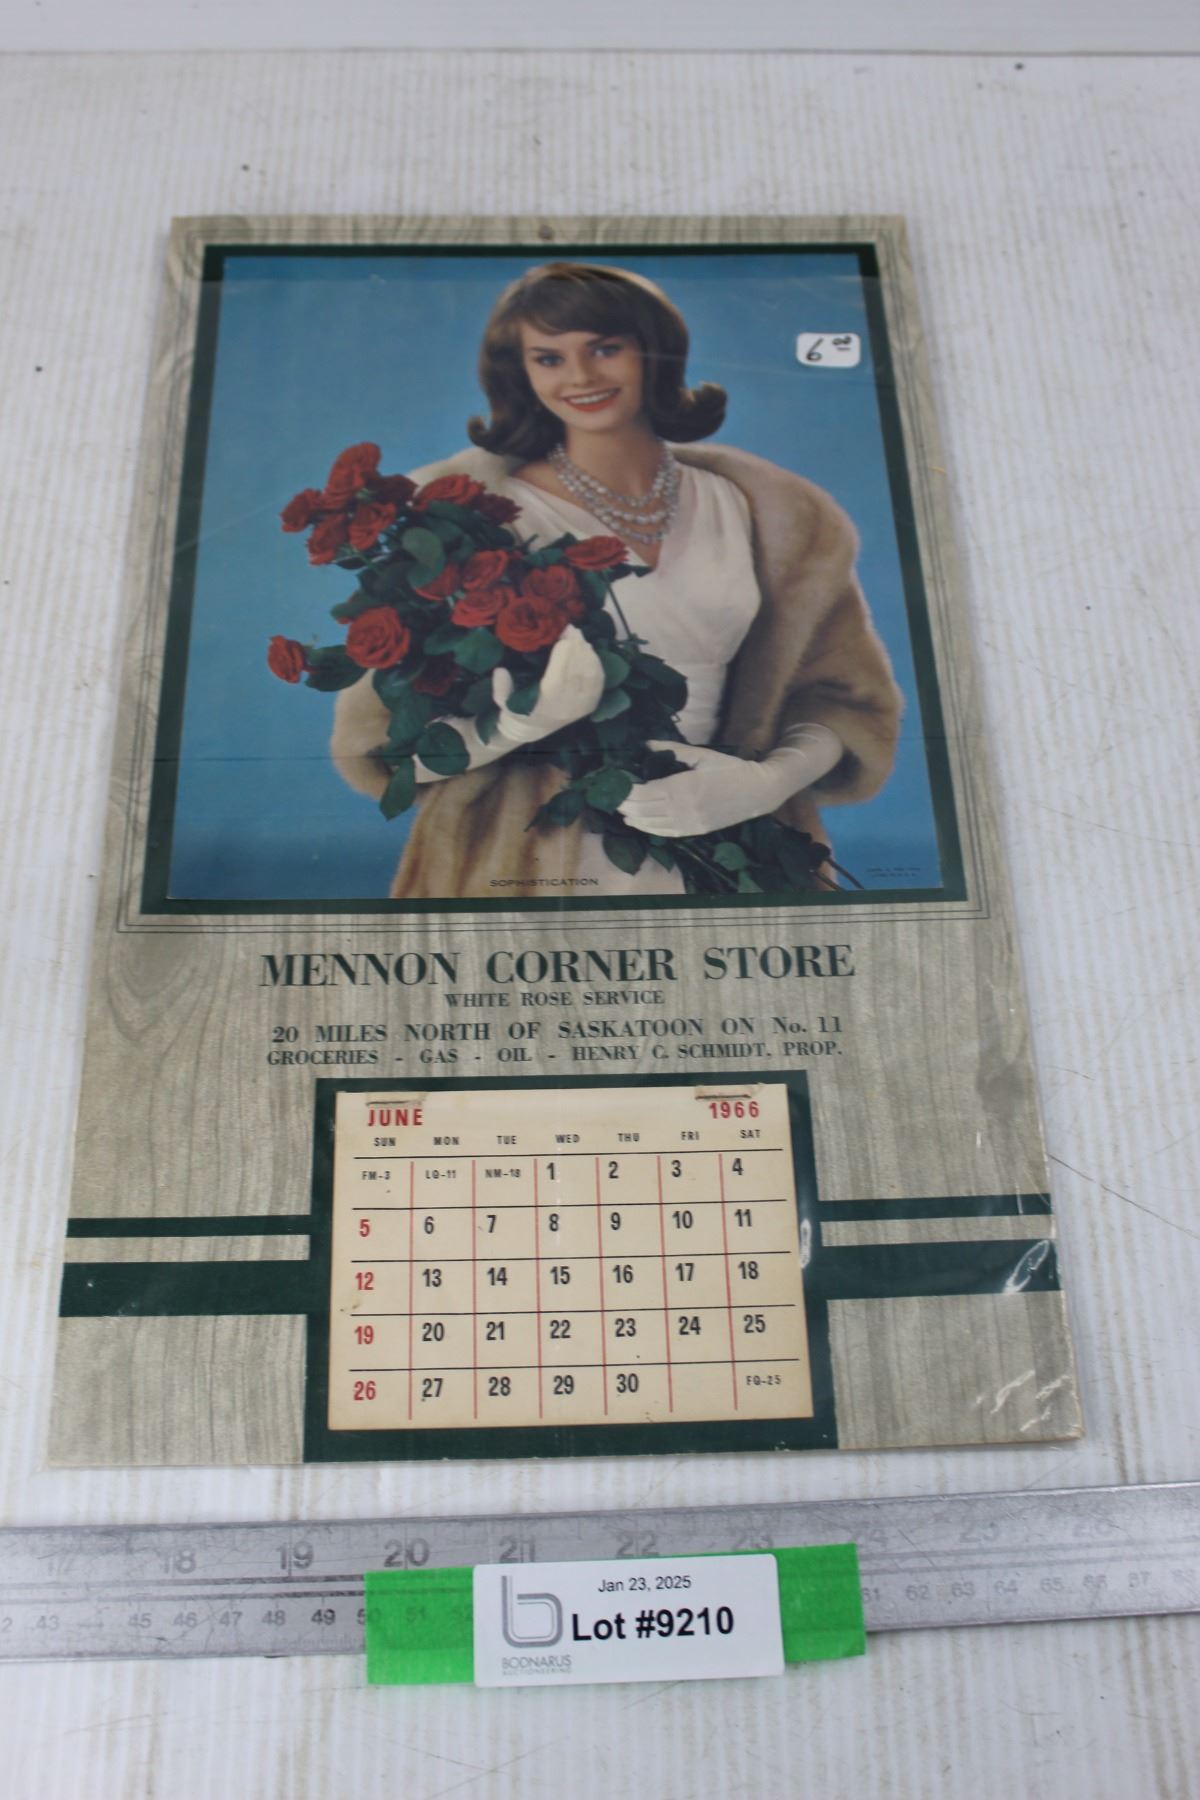 6 00
SOPHISTICATION
MENNON CORNER STORE
WHITE ROSE SERVICE
20 MILES NORTH OF SASKATOON ON No. 11
GROCERIES - GAS - OIL - HENRY C. SCHMIDT, PROP.
JUNE 1966
SUN MON TUE WED THU FRI SAT
FM-3 LQ-11 NM-18 1 2 3 4
5 6 7 8 9 10 11
12 13 14 15 16 17 18
19 20 21 22 23 24 25
26 27 28 29 30 FQ-25
17 18 19 20 21 22 23 24 25 26
43 44 45 46 47 48 49 50 51 52 61 62 63 64 65 66 67 68
Jan 23, 2025
Lot #9210
BODNARUS
AUCTIONEERING